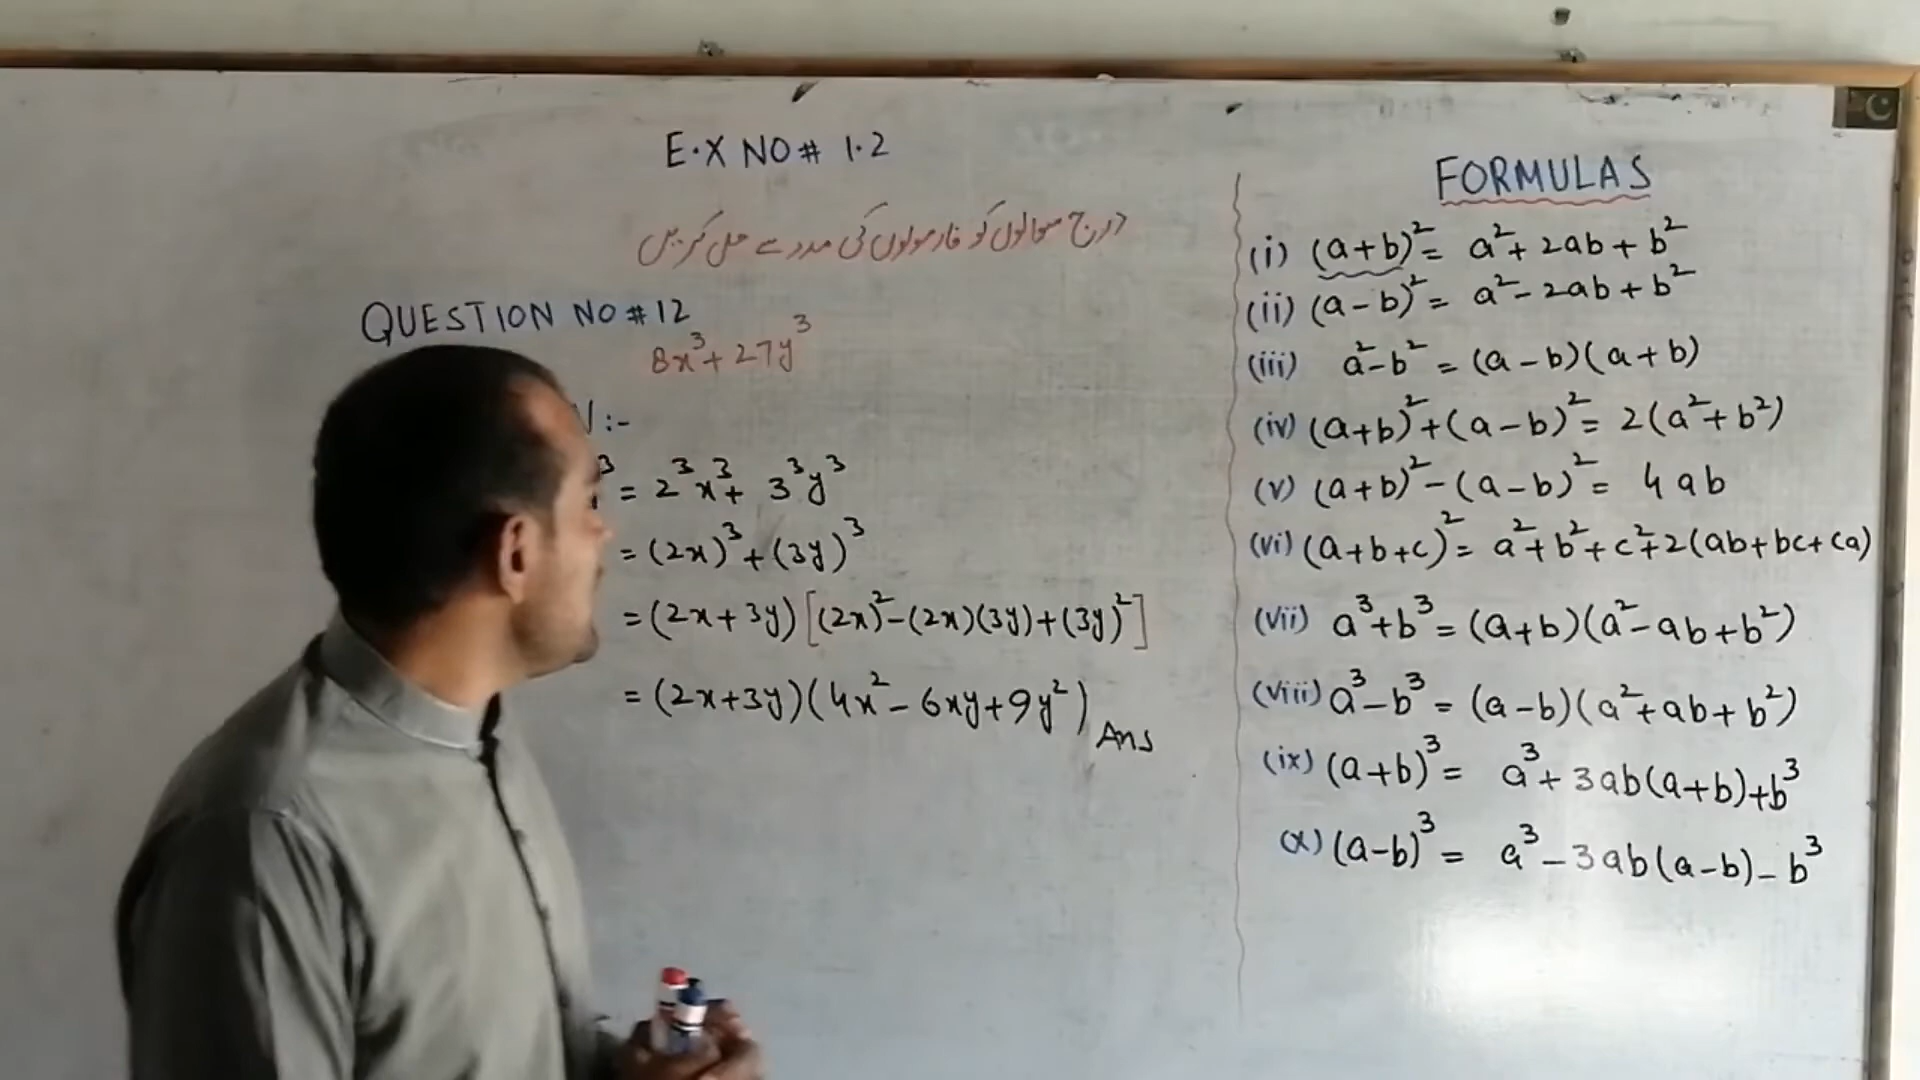 E.X NO# 1.2
درج سوالوں کو فارمولوں کی مدد سے حل کریں
QUESTION NO#12
8x³+27y³
:-
³ = 2³x³+ 3³y³
= (2x)³+(3y)³
= (2x+3y)[(2x)²-(2x)(3y)+(3y)²]
= (2x+3y)(4x²-6xy+9y²)
Ans
FORMULAS
(i) (a+b)²= a²+2ab+b²
(ii) (a-b)²= a²-2ab+b²
(iii) a²-b² = (a-b)(a+b)
(iv) (a+b)²+(a-b)²= 2(a²+b²)
(v) (a+b)²-(a-b)²= 4ab
(vi) (a+b+c)²= a²+b²+c²+2(ab+bc+ca)
(vii) a³+b³=(a+b)(a²-ab+b²)
(viii) a³-b³=(a-b)(a²+ab+b²)
(ix) (a+b)³= a³+3ab(a+b)+b³
(x) (a-b)³= a³-3ab(a-b)-b³